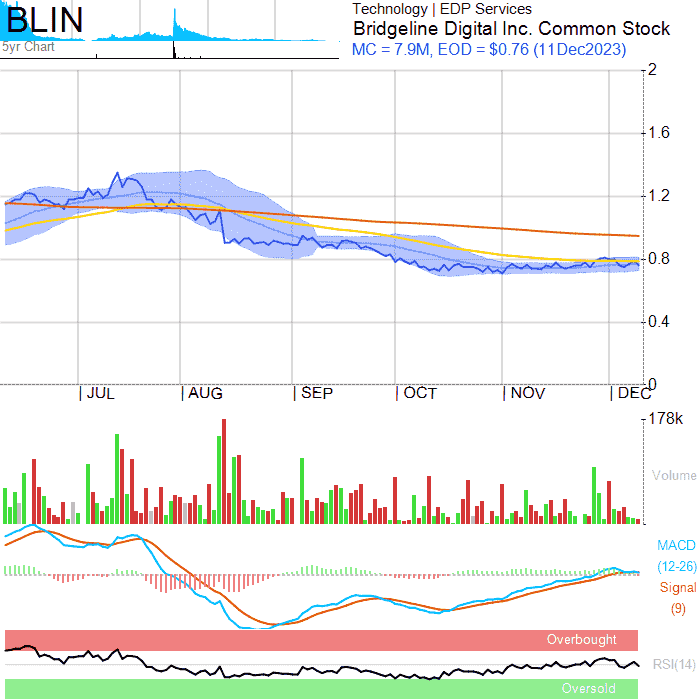 BLIN
5yr Chart
Technology | EDP Services
Bridgeline Digital Inc. Common Stock
MC = 7.9M, EOD = $0.76 (11Dec2023)
2
1.6
1.2
0.8
0.4
0
| JUL | AUG | SEP | OCT | NOV | DEC
178k
Volume
MACD
(12-26)
Signal
(9)
Overbought
RSI(14)
Oversold